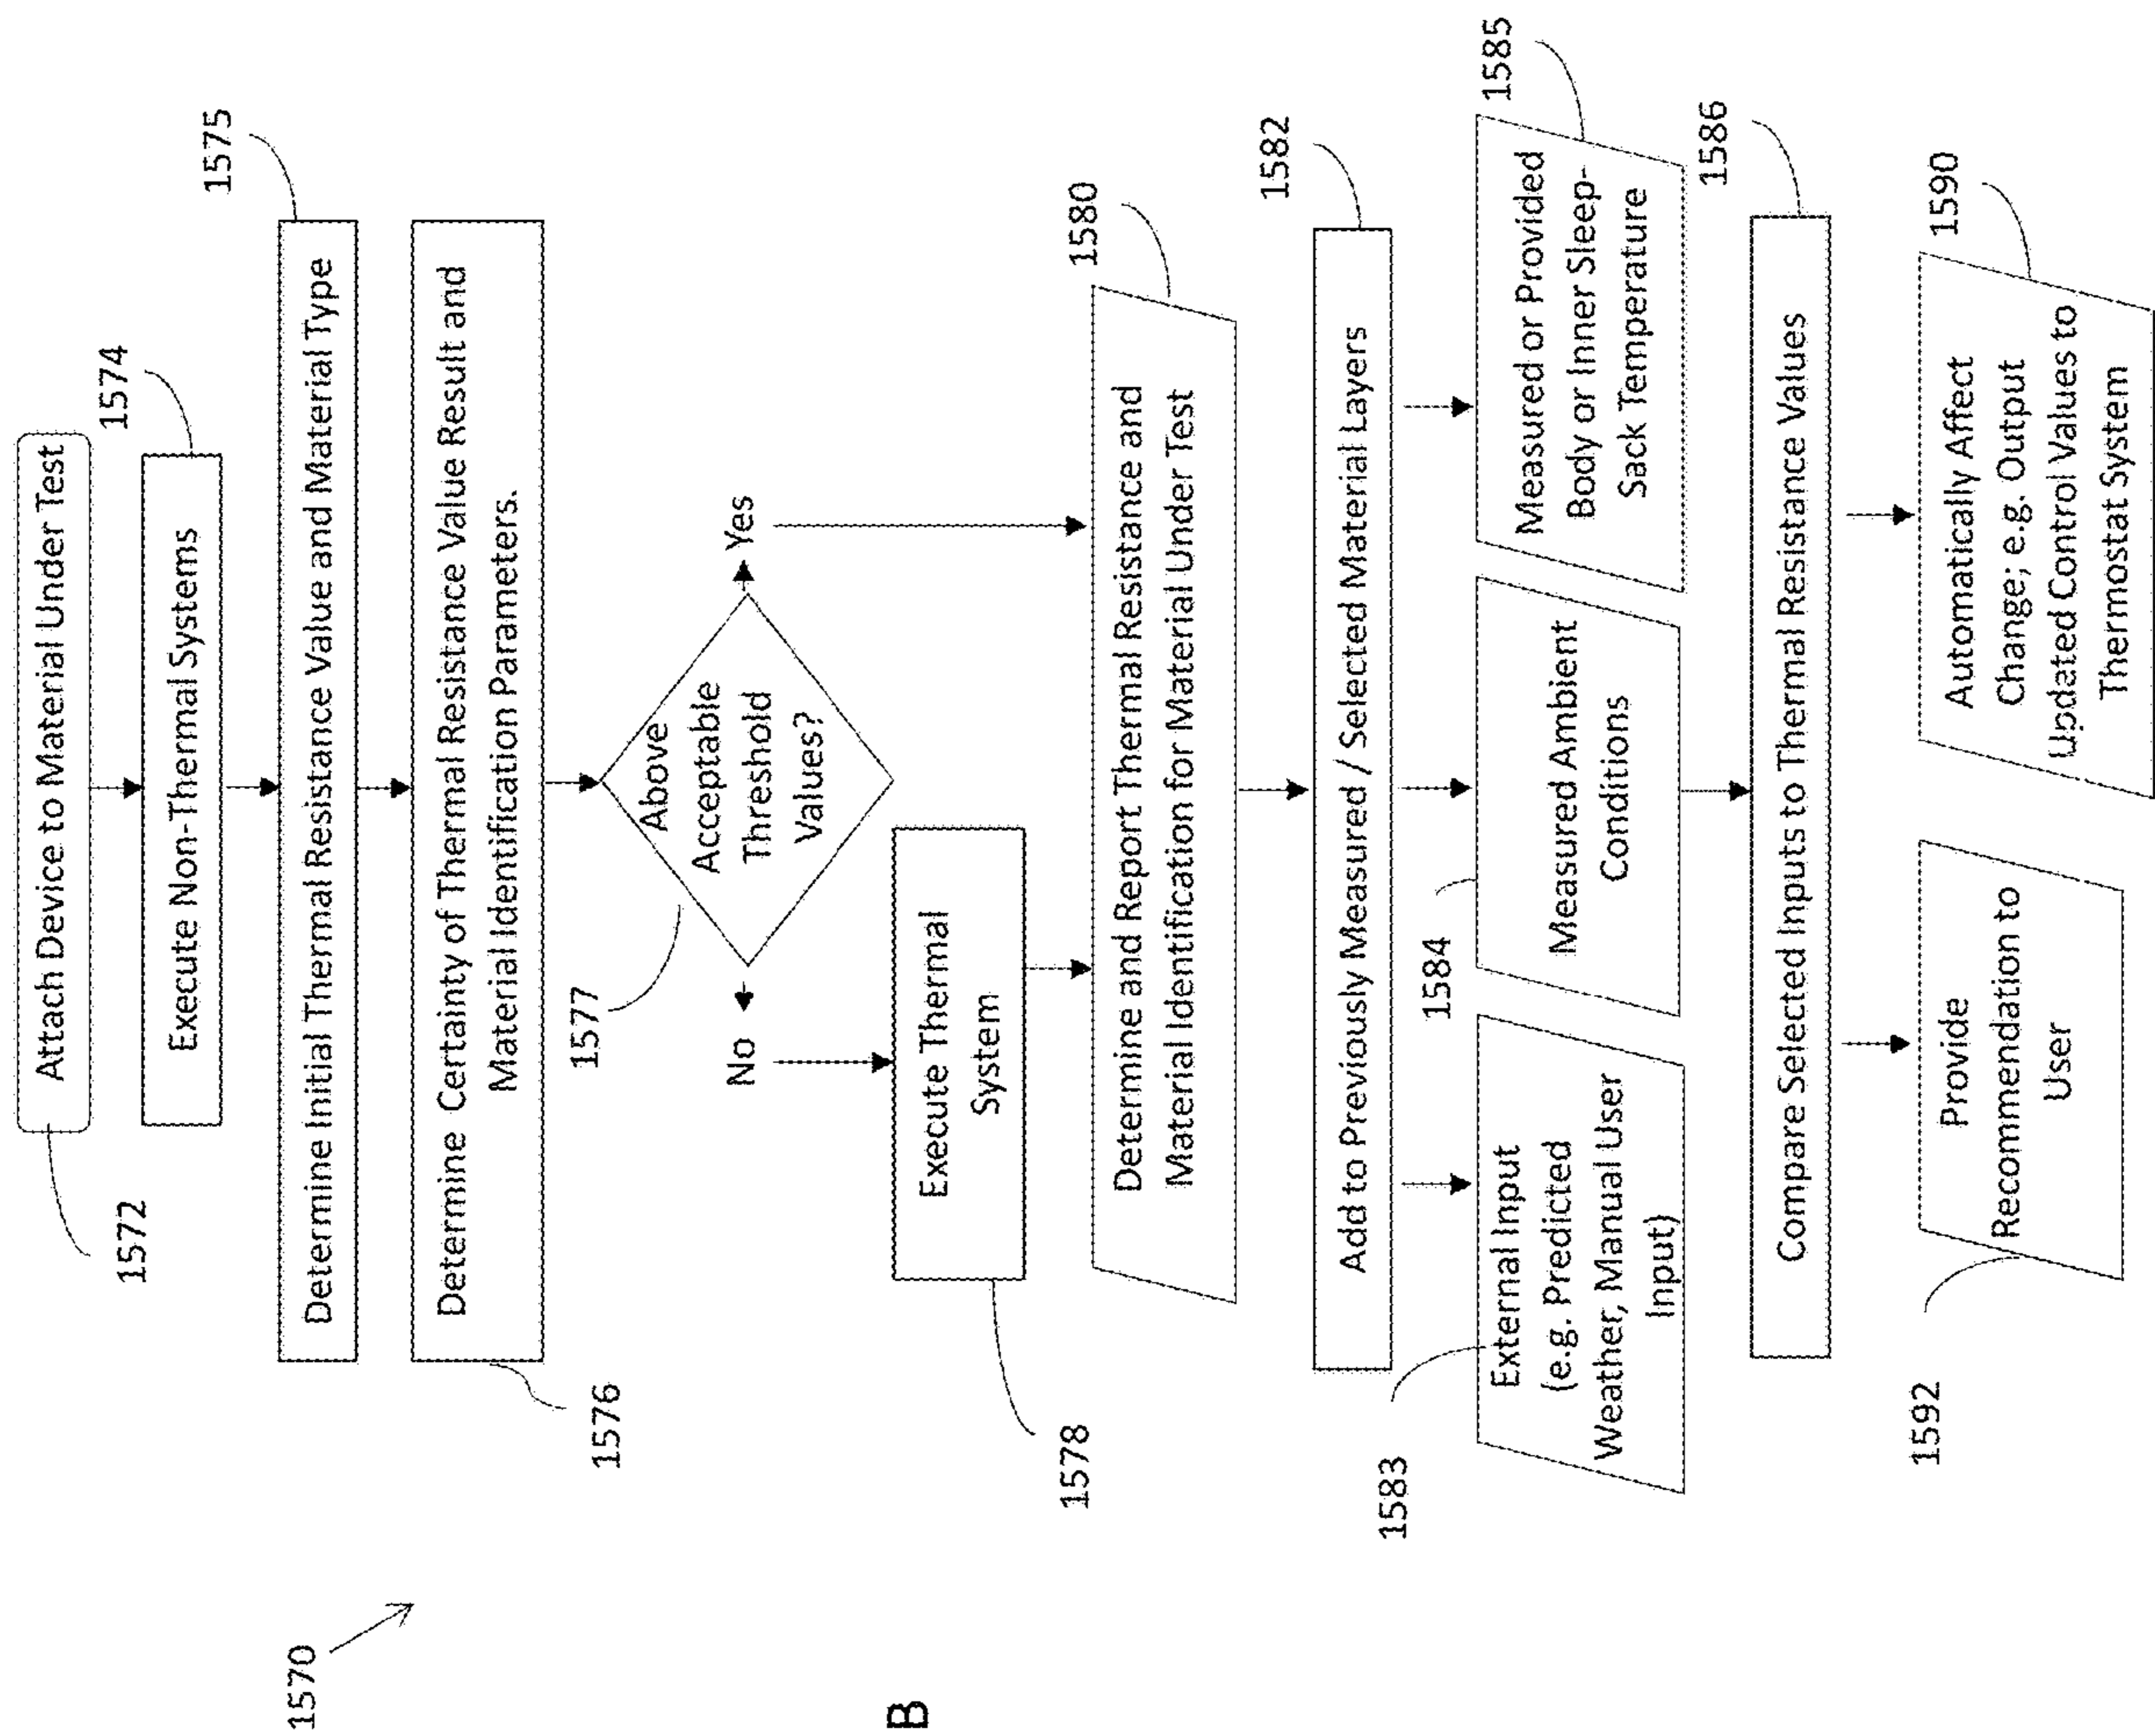 1570
B
1572
Attach Device to Material Under Test
1574
Execute Non-Thermal Systems
1575
Determine Initial Thermal Resistance Value and Material Type
1576
Determine Certainty of Thermal Resistance Value Result and
Material Identification Parameters.
1577
Above
Acceptable
Threshold
Values?
No
Yes
1578
Execute Thermal
System
1580
Determine and Report Thermal Resistance and
Material Identification for Material Under Test
1582
Add to Previously Measured / Selected Material Layers
1583
External Input
(e.g. Predicted
Weather, Manual User
Input)
1584
Measured Ambient
Conditions
1585
Measured or Provided
Body or Inner Sleep-
Sack Temperature
1586
Compare Selected Inputs to Thermal Resistance Values
1592
Provide
Recommendation to
User
1590
Automatically Affect
Change; e.g. Output
Updated Control Values to
Thermostat System